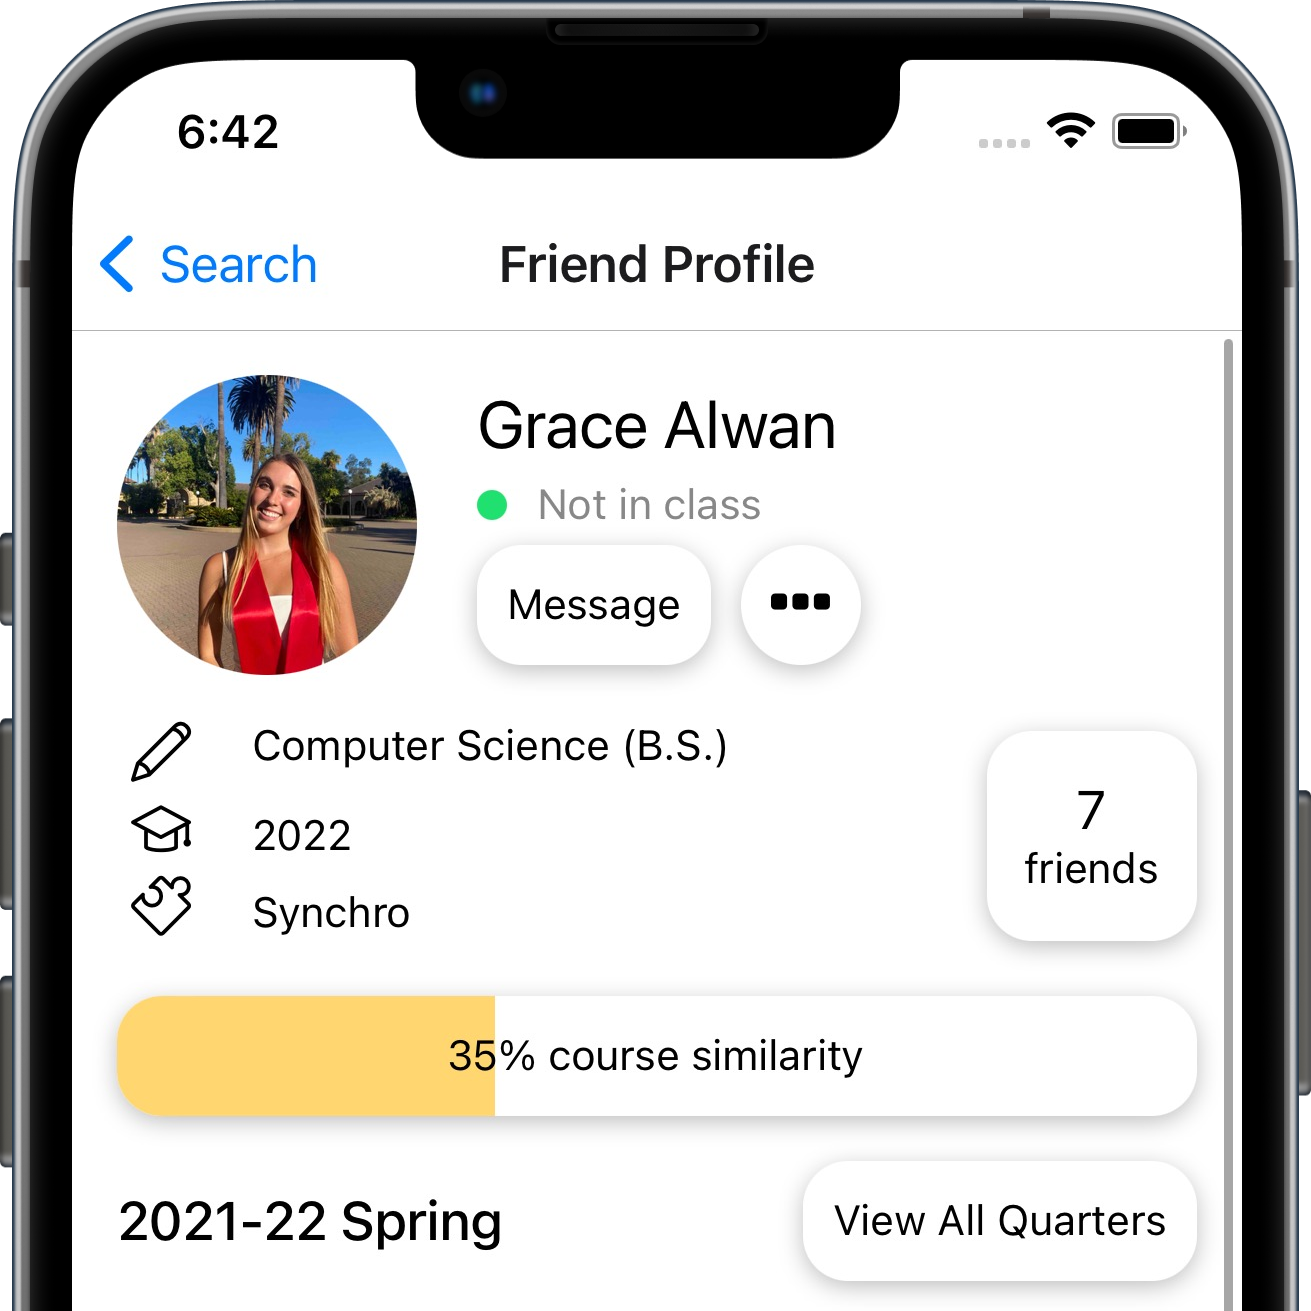 6:42
Search
Friend Profile
Grace Alwan
Not in class
Message
Computer Science (B.S.)
2022
Synchro
7
friends
35% course similarity
2021-22 Spring
View All Quarters